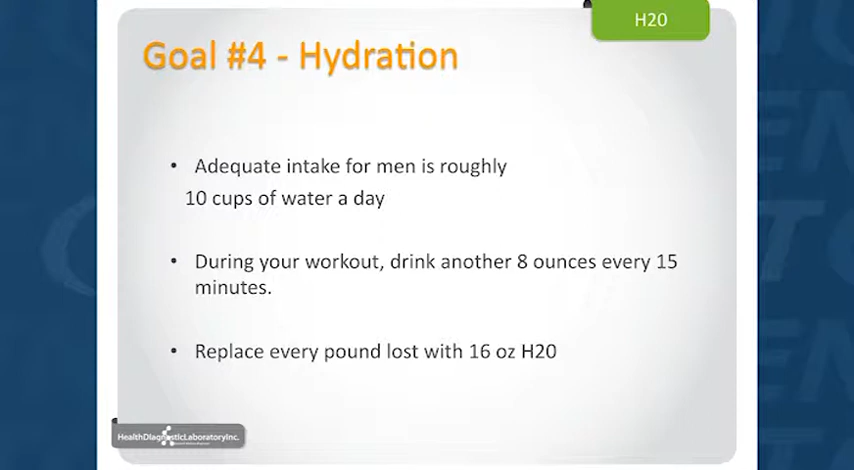 H20
Goal #4 - Hydration
• Adequate intake for men is roughly
10 cups of water a day
• During your workout, drink another 8 ounces every 15
minutes.
• Replace every pound lost with 16 oz H20
HealthDiagnosticLaboratoryInc.